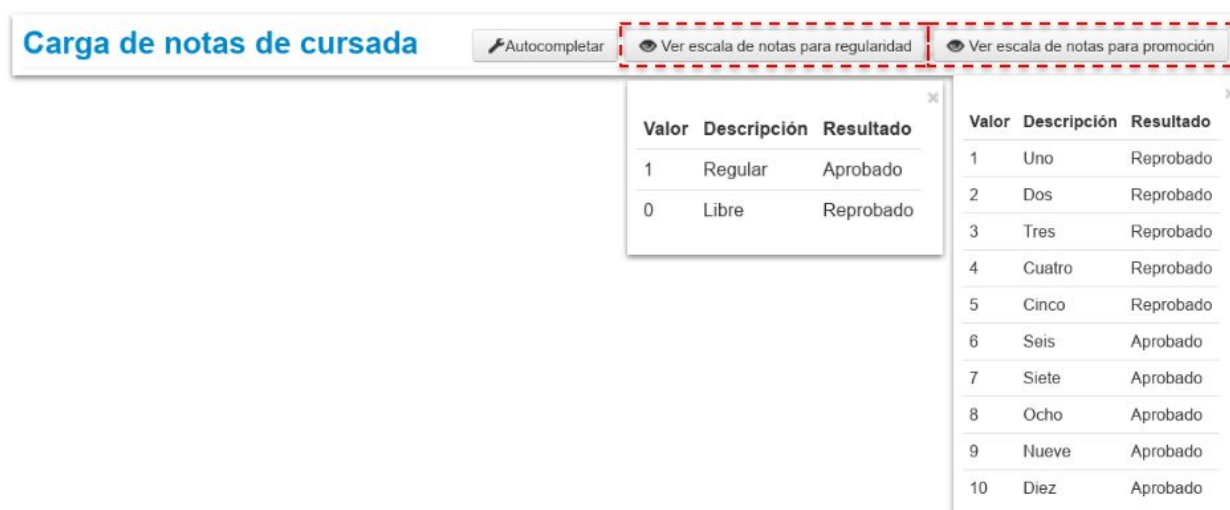 Carga de notas de cursada
Autocompletar
Ver escala de notas para regularidad
Ver escala de notas para promoción
×
Valor Descripción Resultado
1 Regular Aprobado
0 Libre Reprobado
×
Valor Descripción Resultado
1 Uno Reprobado
2 Dos Reprobado
3 Tres Reprobado
4 Cuatro Reprobado
5 Cinco Reprobado
6 Seis Aprobado
7 Siete Aprobado
8 Ocho Aprobado
9 Nueve Aprobado
10 Diez Aprobado